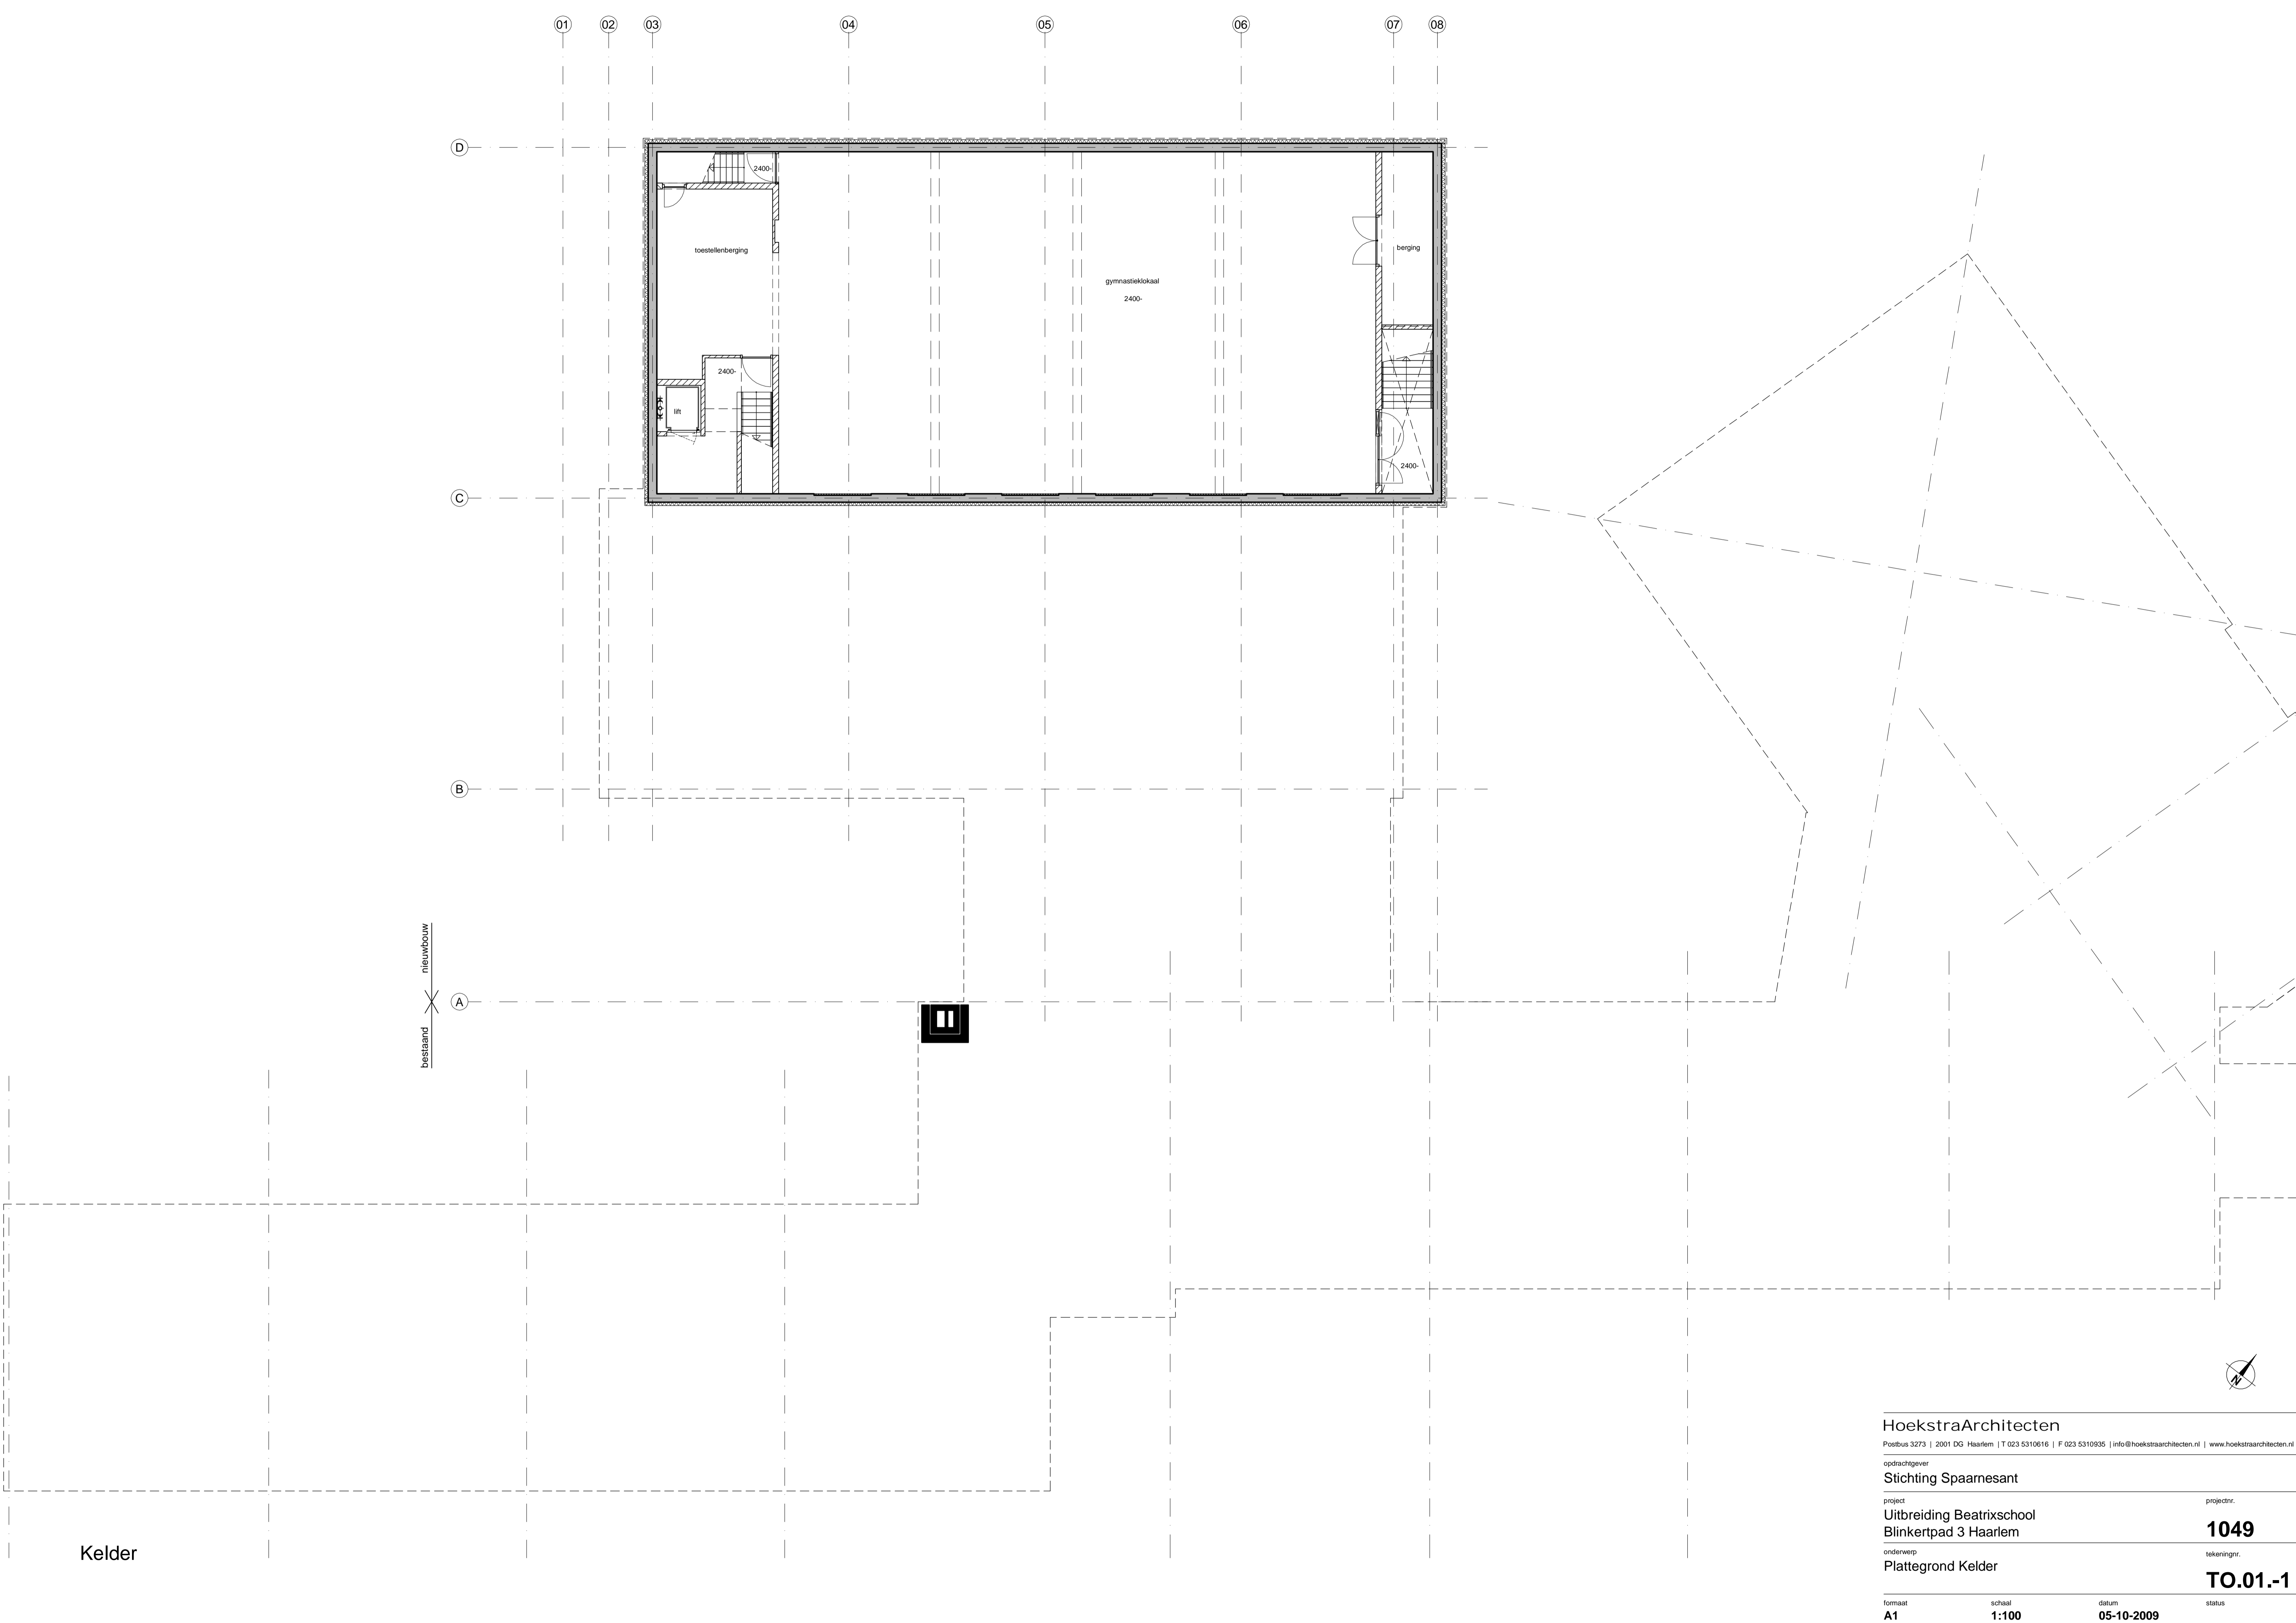 01 02 03 04 05 06 07 08
D
2400-
toestellenberging
berging
gymnastieklokaal
2400-
2400-
lift
2400-
C
B
nieuwbouw
A
bestaand
N
HoekstraArchitecten
Postbus 3273 | 2001 DG Haarlem | T 023 5310616 | F 023 5310935 | info@hoekstraarchitecten.nl | www.hoekstraarchitecten.nl
opdrachtgever
Stichting Spaarnesant
project projectnr.
Uitbreiding Beatrixschool
Blinkertpad 3 Haarlem 1049
onderwerp tekeningnr.
Plattegrond Kelder
TO.01.-1
Kelder
formaat schaal datum status
A1 1:100 05-10-2009